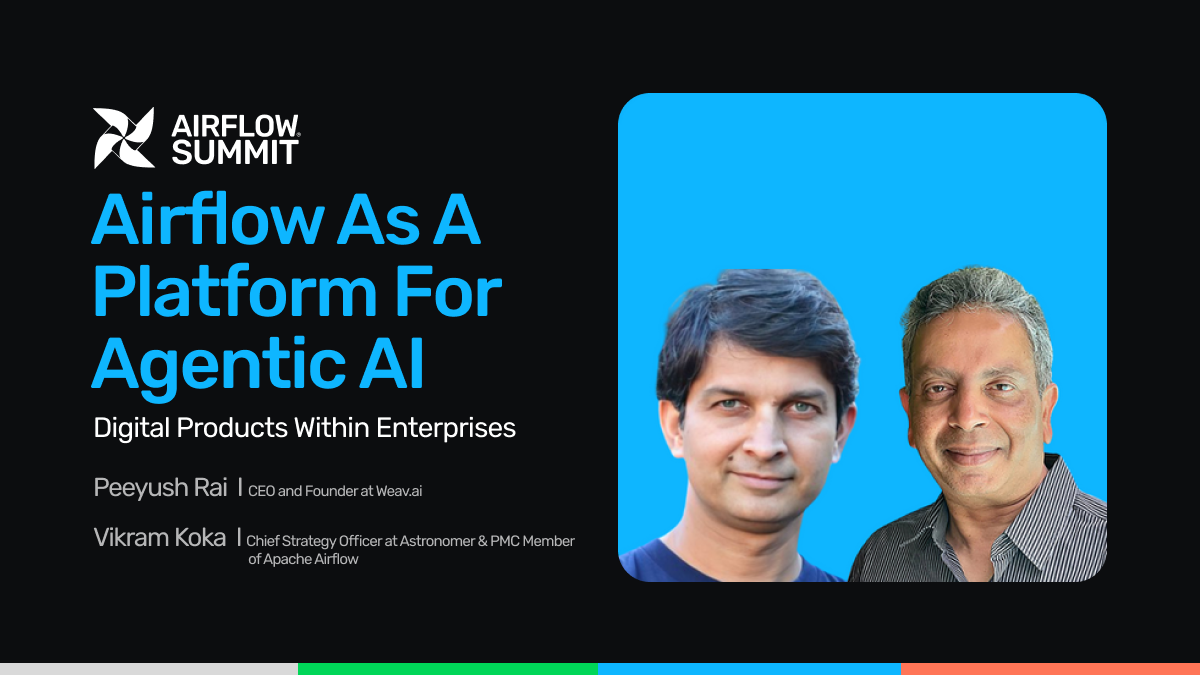 AIRFLOW
SUMMIT
Airflow As A
Platform For
Agentic AI
Digital Products Within Enterprises
Peeyush Rai | CEO and Founder at Weav.ai
Vikram Koka | Chief Strategy Officer at Astronomer & PMC Member
of Apache Airflow